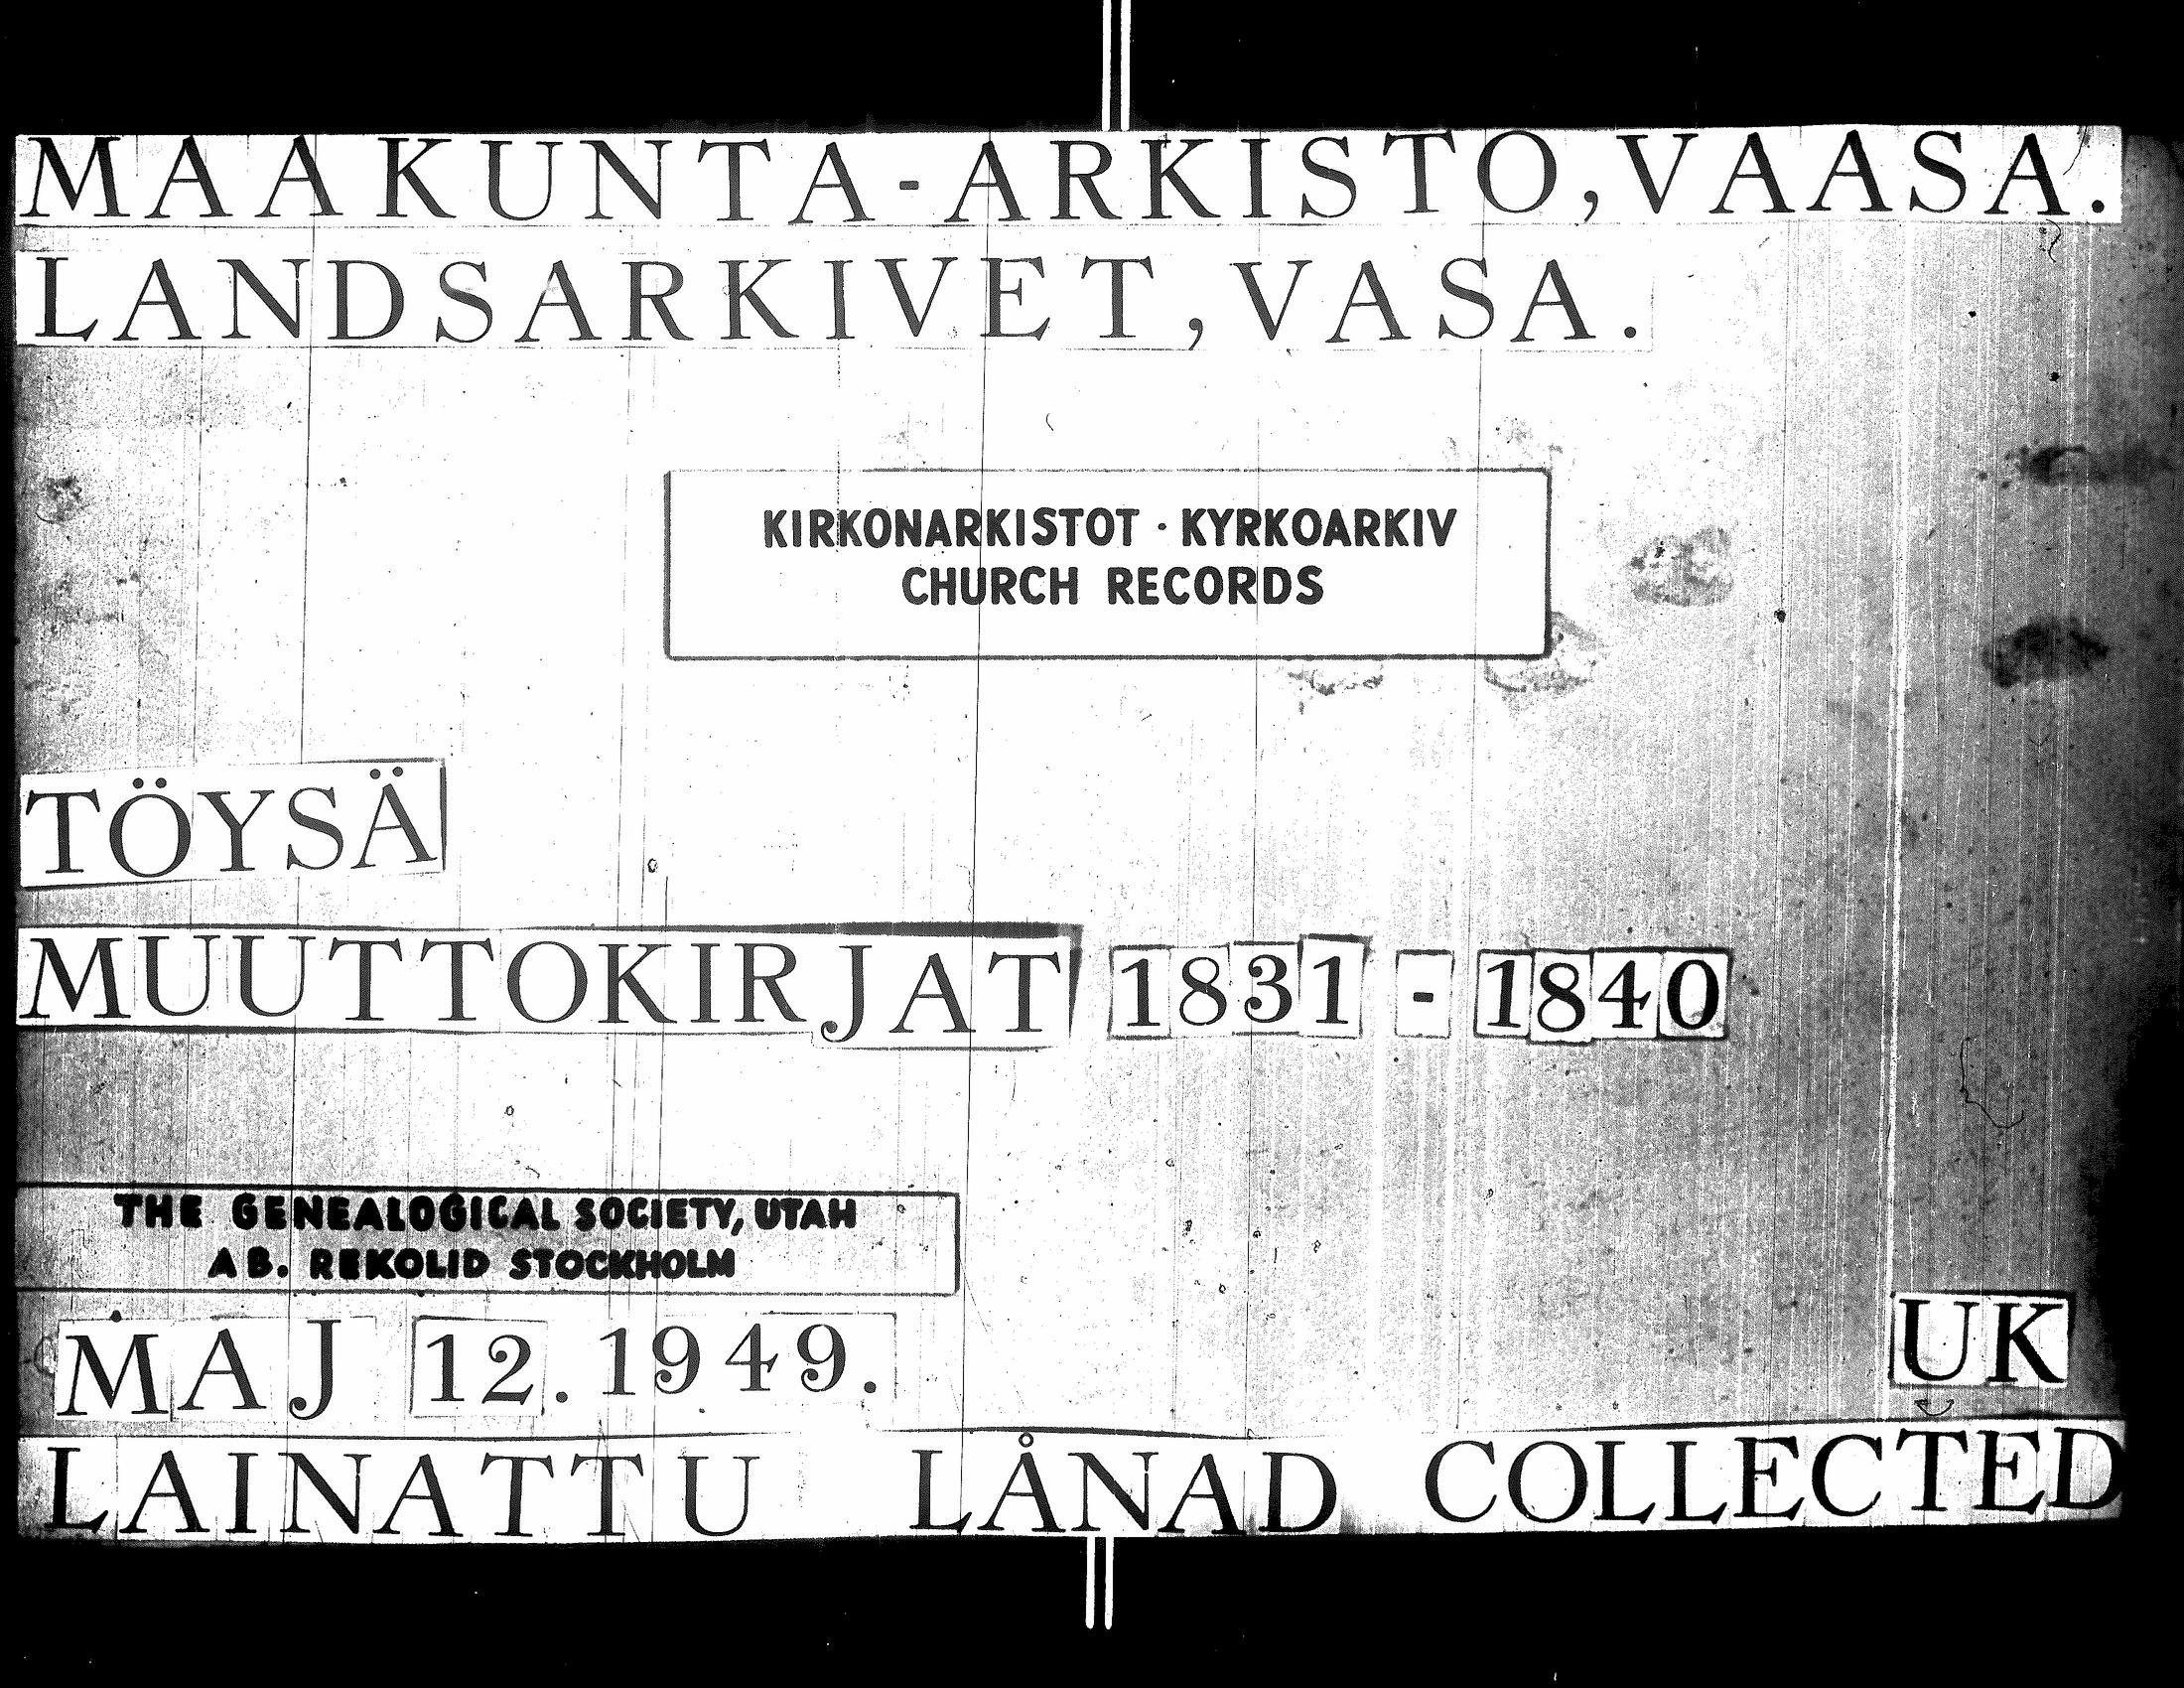 MAAKUNTA-ARKISTO, VAASA.
LANDSARKIVET, VASA.
KIRKONARKISTOT · KYRKOARKIV
CHURCH RECORDS
TÖYSÄ
MUUTTOKIRJAT 1831 - 1840
THE GENEALOGICAL SOCIETY, UTAH
AB. REKOLID STOCKHOLM
MAJ 12. 1949.
UK
LAINATTU LÅNAD COLLECTED